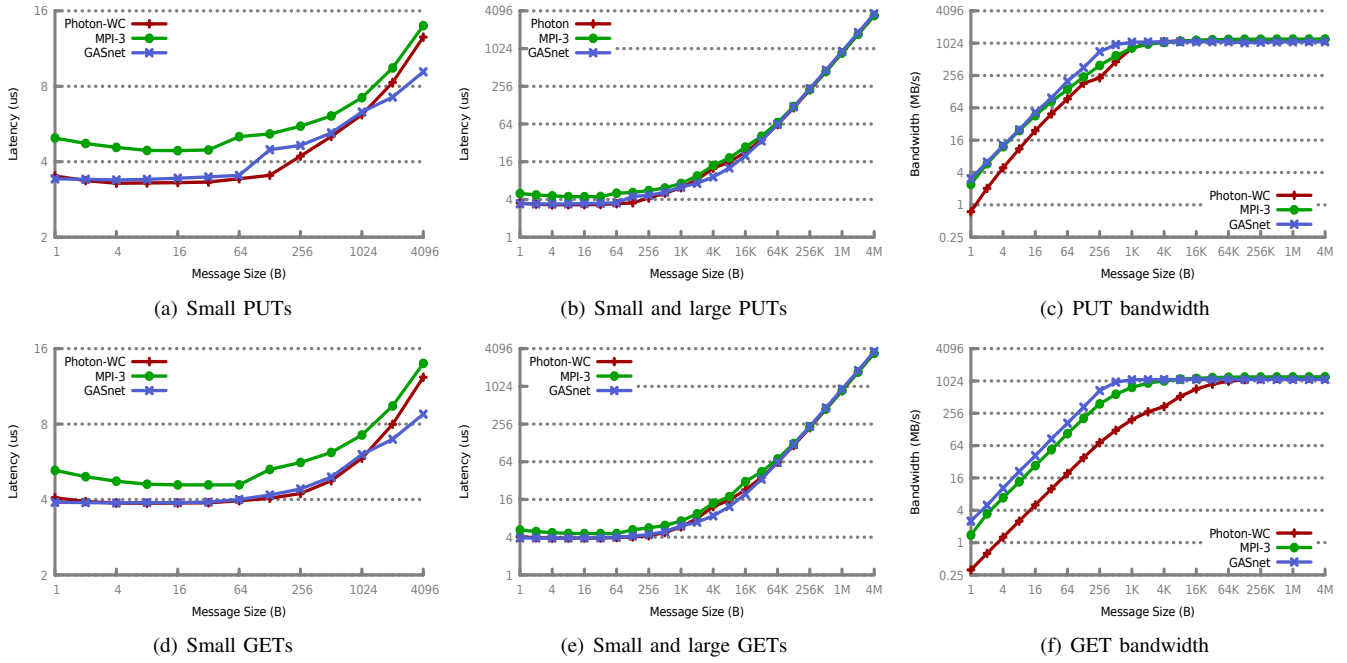 Latency (us)
16
8
4
2
Photon-WC
MPI-3
GASnet
1 4 16 64 256 1024 4096
Message Size (B)
(a) Small PUTs
Latency (us)
4096
1024
256
64
16
4
1
Photon
MPI-3
GASnet
1 4 16 64 256 1K 4K 16K 64K 256K 1M 4M
Message Size (B)
(b) Small and large PUTs
Bandwidth (MB/s)
4096
1024
256
64
16
4
1
0.25
Photon-WC
MPI-3
GASnet
1 4 16 64 256 1K 4K 16K 64K 256K 1M 4M
Message Size (B)
(c) PUT bandwidth
Latency (us)
16
8
4
2
Photon-WC
MPI-3
GASnet
1 4 16 64 256 1024 4096
Message Size (B)
(d) Small GETs
Latency (us)
4096
1024
256
64
16
4
1
Photon-WC
MPI-3
GASnet
1 4 16 64 256 1K 4K 16K 64K 256K 1M 4M
Message Size (B)
(e) Small and large GETs
Bandwidth (MB/s)
4096
1024
256
64
16
4
1
0.25
Photon-WC
MPI-3
GASnet
1 4 16 64 256 1K 4K 16K 64K 256K 1M 4M
Message Size (B)
(f) GET bandwidth